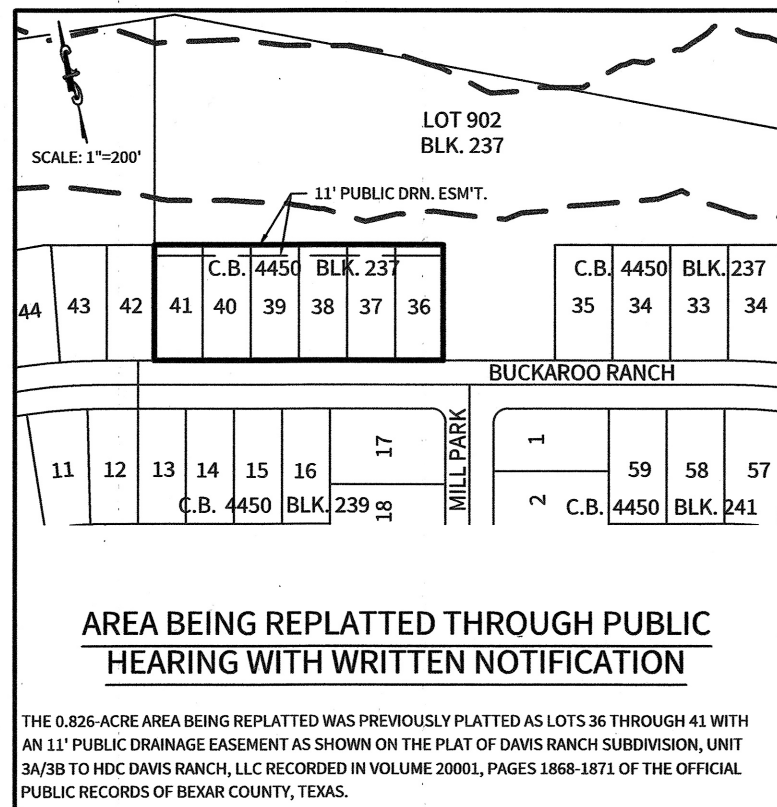 LOT 902
BLK. 237
SCALE: 1"=200'
11' PUBLIC DRN. ESM'T.
C.B. 4450 BLK. 237
C.B. 4450 BLK. 237
44 43 42 41 40 39 38 37 36 35 34 33 34
BUCKAROO RANCH
MILL PARK
11 12 13 14 15 16 17 1 59 58 57
18 2
C.B. 4450 BLK. 239
C.B. 4450 BLK. 241
AREA BEING REPLATTED THROUGH PUBLIC
HEARING WITH WRITTEN NOTIFICATION
THE 0.826-ACRE AREA BEING REPLATTED WAS PREVIOUSLY PLATTED AS LOTS 36 THROUGH 41 WITH
AN 11' PUBLIC DRAINAGE EASEMENT AS SHOWN ON THE PLAT OF DAVIS RANCH SUBDIVISION, UNIT
3A/3B TO HDC DAVIS RANCH, LLC RECORDED IN VOLUME 20001, PAGES 1868-1871 OF THE OFFICIAL
PUBLIC RECORDS OF BEXAR COUNTY, TEXAS.